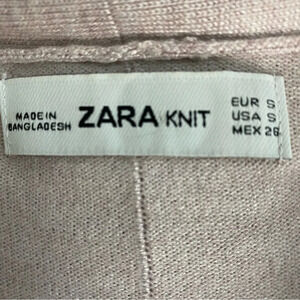 MADE IN
BANGLADESH
ZARA KNIT
EUR S
USA S
MEX 26